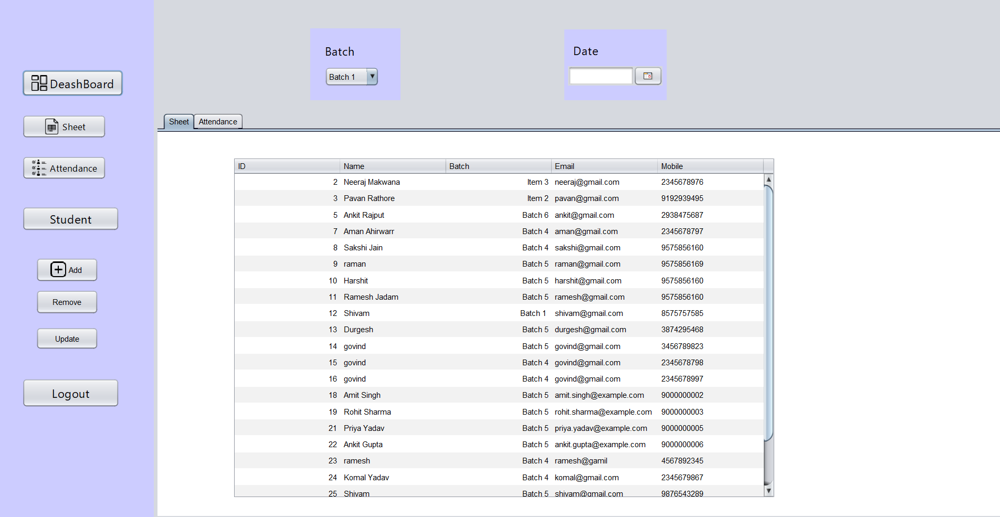 DeashBoard
Sheet
Attendance
Student
Add
Remove
Update
Logout
Batch
Batch 1
Date
Sheet Attendance
ID Name Batch Email Mobile
2 Neeraj Makwana Item 3 neeraj@gmail.com 2345678976
3 Pavan Rathore Item 2 pavan@gmail.com 9192939495
5 Ankit Rajput Batch 6 ankit@gmail.com 2938475687
7 Aman Ahirwarr Batch 4 aman@gmail.com 2345678797
8 Sakshi Jain Batch 4 sakshi@gmail.com 9575856160
9 raman Batch 5 raman@gmail.com 9575856169
10 Harshit Batch 5 harshit@gmail.com 9575856160
11 Ramesh Jadam Batch 5 ramesh@gmail.com 9575856160
12 Shivam Batch 1 shivam@gmail.com 8575757585
13 Durgesh Batch 5 durgesh@gmail.com 3874295468
14 govind Batch 5 govind@gmail.com 3456789823
15 govind Batch 4 govind@gmail.com 2345678798
16 govind Batch 4 govind@gmail.com 2345678997
18 Amit Singh Batch 5 amit.singh@example.com 9000000002
19 Rohit Sharma Batch 5 rohit.sharma@example.com 9000000003
21 Priya Yadav Batch 5 priya.yadav@example.com 9000000005
22 Ankit Gupta Batch 5 ankit.gupta@example.com 9000000006
23 ramesh Batch 4 ramesh@gamil 4567892345
24 Komal Yadav Batch 4 komal@gmail.com 2345679867
25 Shivam Batch 5 shivam@gmail.com 9876543289